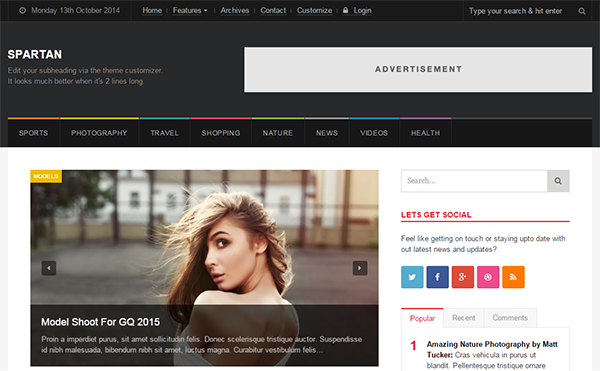 Monday 13th October 2014 Home Features Archives Contact Customize Login Type your search & hit enter
SPARTAN
Edit your subheading via the theme customizer.
It looks much better when it's 2 lines long.
ADVERTISEMENT
SPORTS PHOTOGRAPHY TRAVEL SHOPPING NATURE NEWS VIDEOS HEALTH
MODELS
Model Shoot For GQ 2015
Proin a imperdiet purus, sit amet sollicitudin felis. Donec scelerisque tristique auctor. Suspendisse
id nibh malesuada, bibendum nibh sit amet, luctus magna. Curabitur vestibulum felis...
Search...
LETS GET SOCIAL
Feel like getting on touch or staying upto date with
out latest news and updates?
Popular Recent Comments
1 Amazing Nature Photography by Matt
Tucker: Cras vehicula in purus ut
blandit. Pellentesque tristique ornare